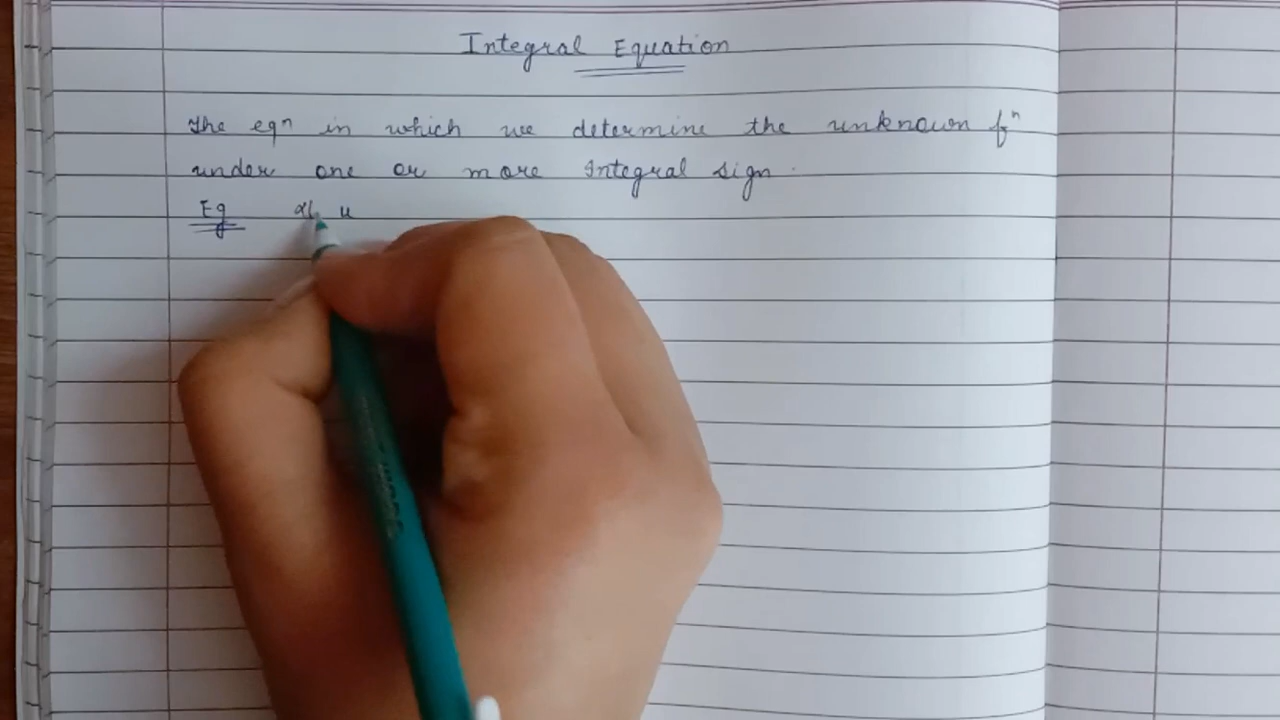 Integral Equation
The eqn in which we determine the unknown fn
under one or more Integral sign.
Eg α( u